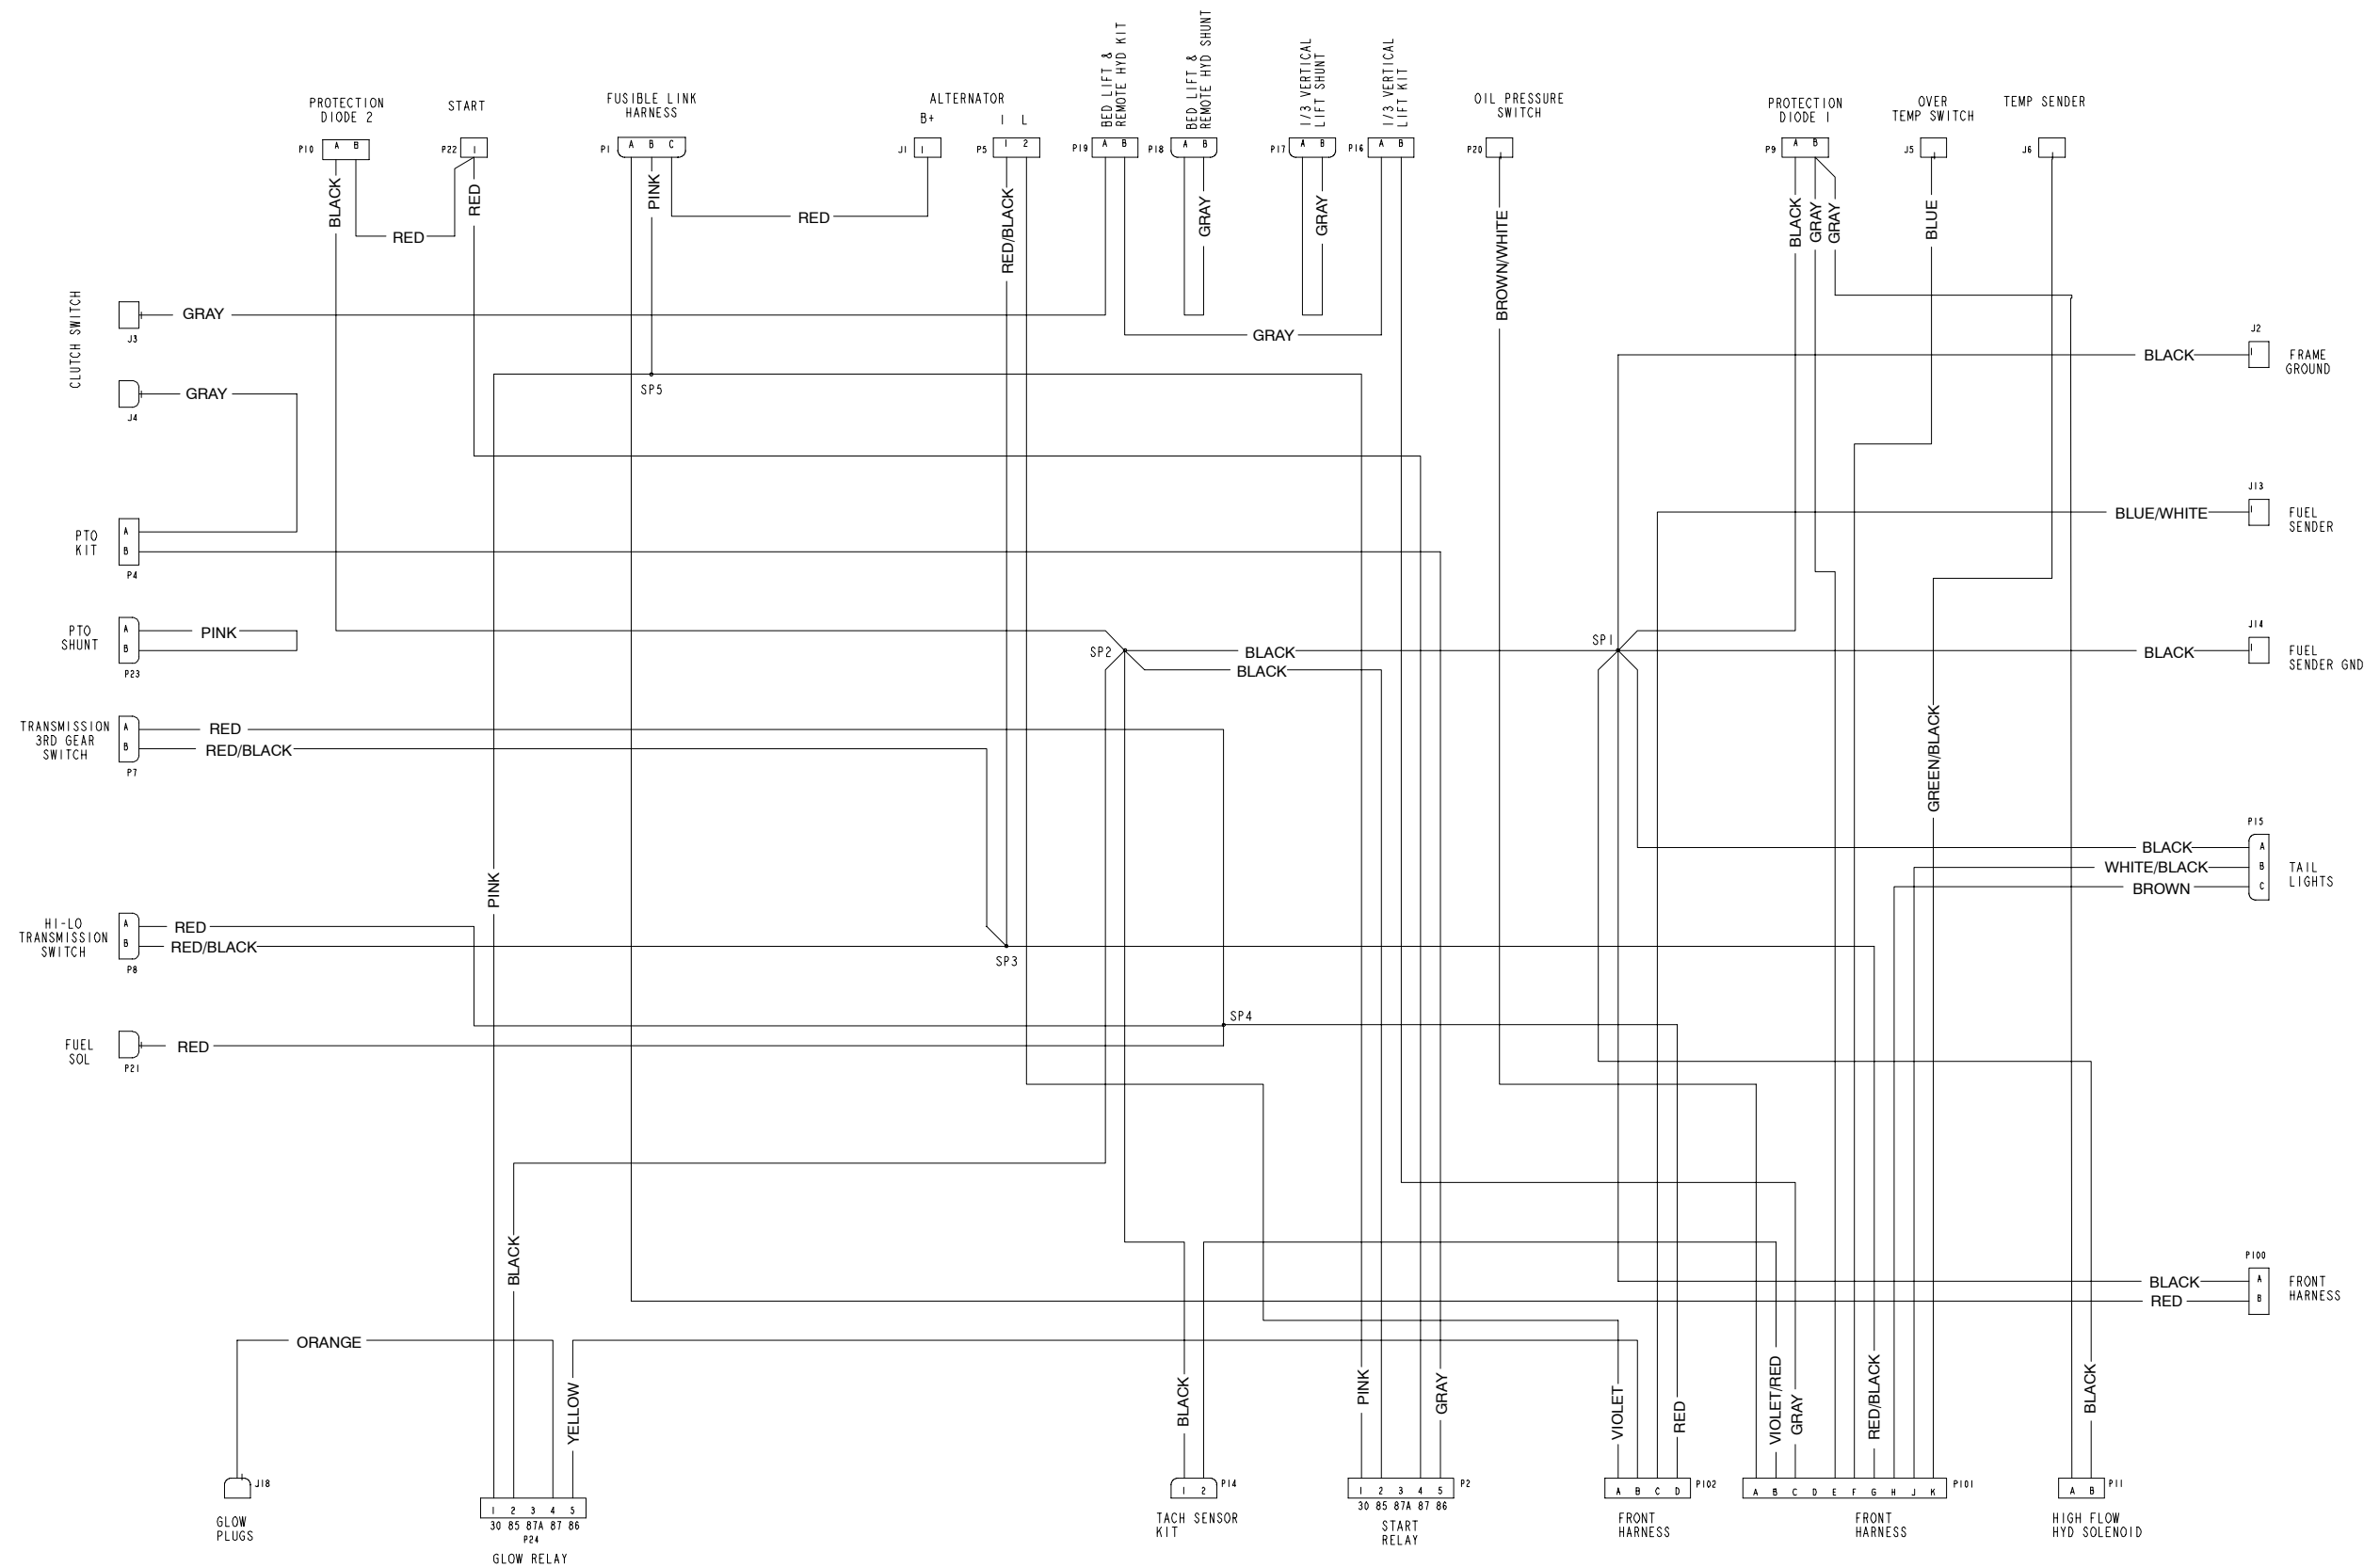 PROTECTION
DIODE 2
P10
A B
START
P22
1
FUSIBLE LINK
HARNESS
P1
A B C
ALTERNATOR
B+
I L
J1
1
P5
1 2
BED LIFT &
REMOTE HYD KIT
P19
A B
BED LIFT &
REMOTE HYD SHUNT
P18
A B
1/3 VERTICAL
LIFT SHUNT
P17
A B
1/3 VERTICAL
LIFT KIT
P16
A B
OIL PRESSURE
SWITCH
P20
1
PROTECTION
DIODE 1
P9
A B
OVER
TEMP SWITCH
J5
1
TEMP SENDER
J6
1
BLACK
RED
RED
PINK
RED
RED/BLACK
GRAY
GRAY
BROWN/WHITE
BLACK
GRAY
GRAY
BLUE
CLUTCH SWITCH
J3
GRAY
GRAY
J4
GRAY
SP5
J2
1
BLACK
FRAME
GROUND
PTO
KIT
A
B
P4
J13
1
BLUE/WHITE
FUEL
SENDER
PTO
SHUNT
A
B
P23
PINK
SP2
BLACK
BLACK
SP1
J14
1
BLACK
FUEL
SENDER GND
TRANSMISSION
3RD GEAR
SWITCH
A
B
P7
RED
RED/BLACK
GREEN/BLACK
P15
A
B
C
BLACK
WHITE/BLACK
BROWN
TAIL
LIGHTS
PINK
HI-LO
TRANSMISSION
SWITCH
A
B
P8
RED
RED/BLACK
SP3
SP4
FUEL
SOL
P21
RED
BLACK
P100
A
B
BLACK
RED
FRONT
HARNESS
ORANGE
YELLOW
BLACK
PINK
GRAY
VIOLET
RED
VIOLET/RED
GRAY
RED/BLACK
BLACK
J18
GLOW
PLUGS
1 2 3 4 5
30 85 87A 87 86
P24
GLOW RELAY
P14
1 2
TACH SENSOR
KIT
P2
1 2 3 4 5
30 85 87A 87 86
START
RELAY
P102
A B C D
FRONT
HARNESS
P101
A B C D E F G H J K
FRONT
HARNESS
P11
A B
HIGH FLOW
HYD SOLENOID